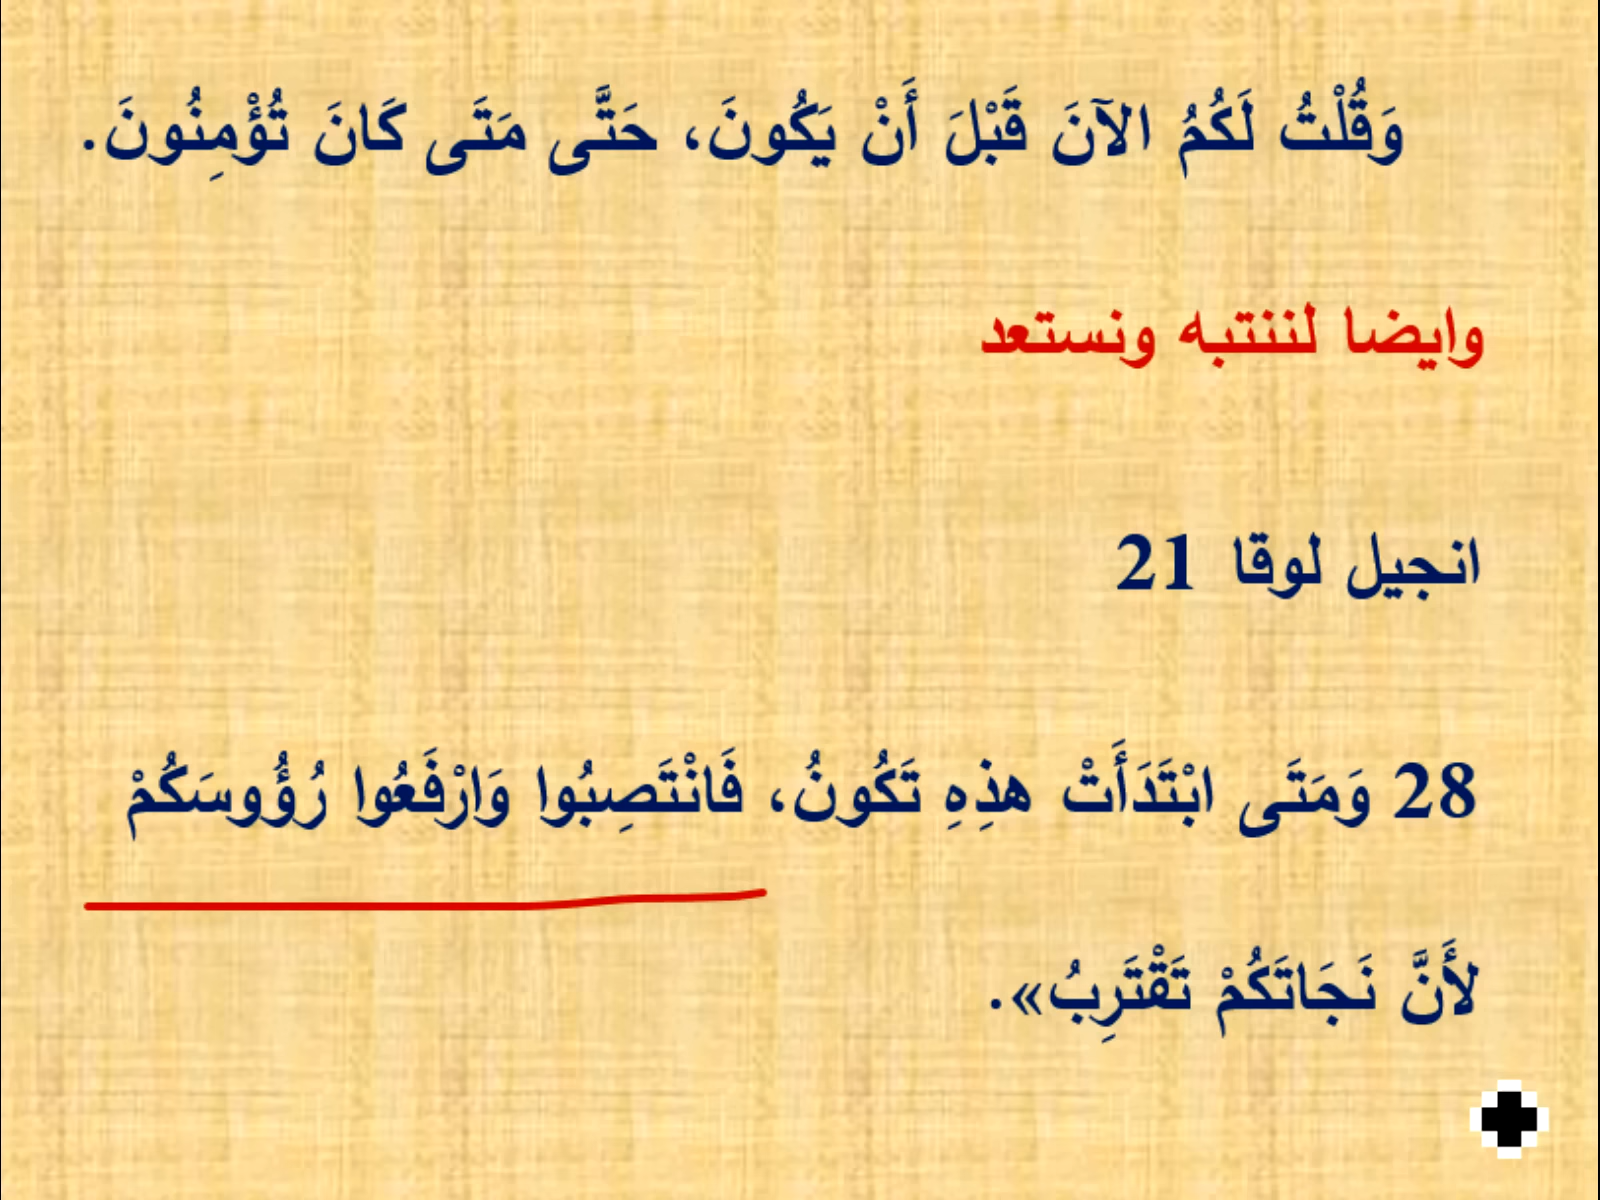 وَقُلْتُ لَكُمُ الآنَ قَبْلَ أَنْ يَكُونَ، حَتَّى مَتَى كَانَ تُؤْمِنُونَ.
وايضا لننتبه ونستعد
انجيل لوقا 21
28 وَمَتَى ابْتَدَأَتْ هذِهِ تَكُونُ، فَانْتَصِبُوا وَارْفَعُوا رُؤُوسَكُمْ
لأَنَّ نَجَاتَكُمْ تَقْتَرِبُ».